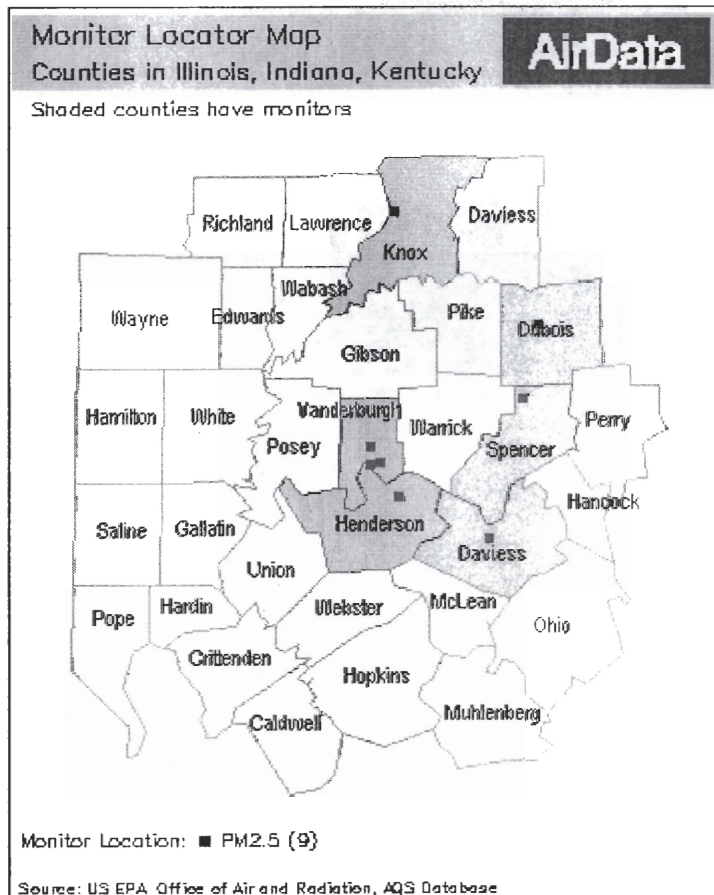 Monitor Locator Map
Counties in Illinois, Indiana, Kentucky
AirData
Shaded counties have monitors
Richland
Lawrence
Knox
Daviess
Wayne
Edwards
Wabash
Gibson
Pike
Dubois
Hamilton
White
Posey
Vanderburgh
Warrick
Spencer
Perry
Saline
Gallatin
Union
Henderson
Daviess
Hancock
Pope
Hardin
Crittenden
Webster
McLean
Ohio
Caldwell
Hopkins
Muhlenberg
Monitor Location: ■ PM2.5 (9)
Source: US EPA Office of Air and Radiation, AQS Database